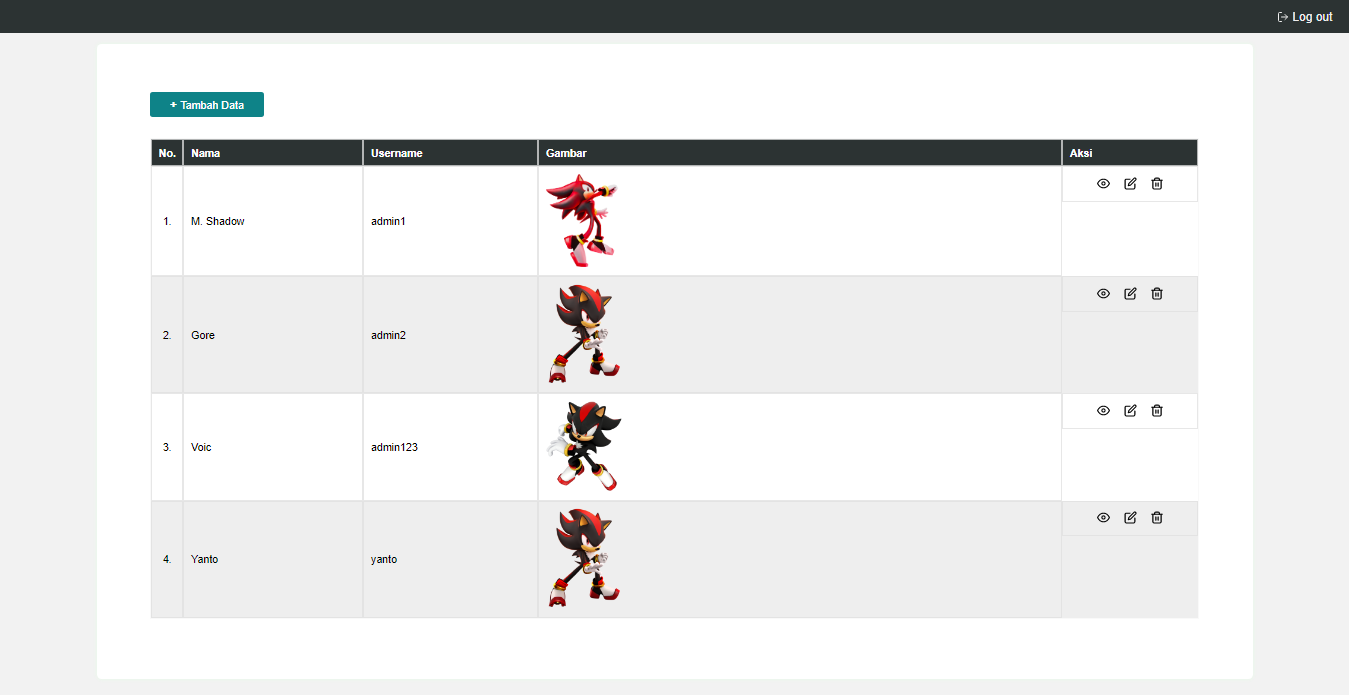 Log out
+ Tambah Data
No. Nama Username Gambar Aksi
1. M. Shadow admin1
2. Gore admin2
3. Voic admin123
4. Yanto yanto